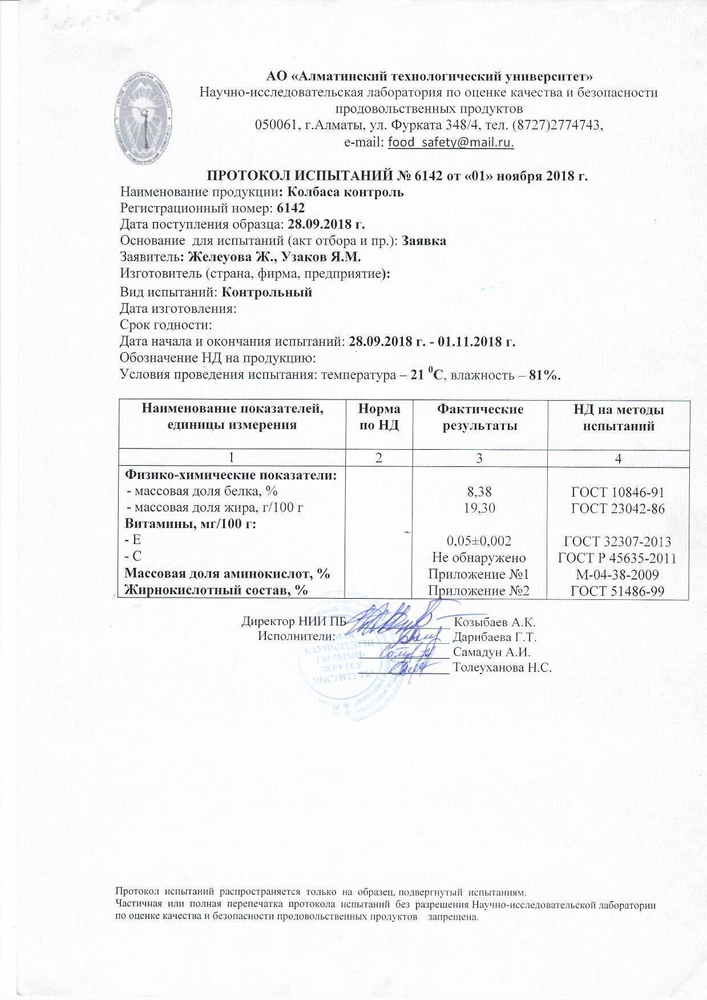 АО «Алматинский технологический университет»
Научно-исследовательская лаборатория по оценке качества и безопасности
продовольственных продуктов
050061, г.Алматы, ул. Фурката 348/4, тел. (8727)2774743,
e-mail: food_safety@mail.ru.
ПРОТОКОЛ ИСПЫТАНИЙ № 6142 от «01» ноября 2018 г.
Наименование продукции: Колбаса контроль
Регистрационный номер: 6142
Дата поступления образца: 28.09.2018 г.
Основание для испытаний (акт отбора и пр.): Заявка
Заявитель: Желеуова Ж., Узаков Я.М.
Изготовитель (страна, фирма, предприятие):
Вид испытаний: Контрольный
Дата изготовления:
Срок годности:
Дата начала и окончания испытаний: 28.09.2018 г. - 01.11.2018 г.
Обозначение НД на продукцию:
Условия проведения испытания: температура – 21 ⁰С, влажность – 81%.
Наименование показателей, Норма Фактические НД на методы
единицы измерения по НД результаты испытаний
1 2 3 4
Физико-химические показатели:
- массовая доля белка, % 8,38 ГОСТ 10846-91
- массовая доля жира, г/100 г 19,30 ГОСТ 23042-86
Витамины, мг/100 г:
- Е 0,05±0,002 ГОСТ 32307-2013
- С Не обнаружено ГОСТ Р 45635-2011
Массовая доля аминокислот, % Приложение №1 М-04-38-2009
Жирнокислотный состав, % Приложение №2 ГОСТ 51486-99
Директор НИИ ПБ Козыбаев А.К.
Исполнители: Дарибаева Г.Т.
Самадун А.И.
Толеуханова Н.С.
ҚАУІПСІЗДІГІН
ҒЫЛЫМИ-
ЗЕРТТЕУ
ИНСТИТУТЫ
Протокол испытаний распространяется только на образец, подвергнутый испытаниям.
Частичная или полная перепечатка протокола испытаний без разрешения Научно-исследовательской лаборатории
по оценке качества и безопасности продовольственных продуктов запрещена.